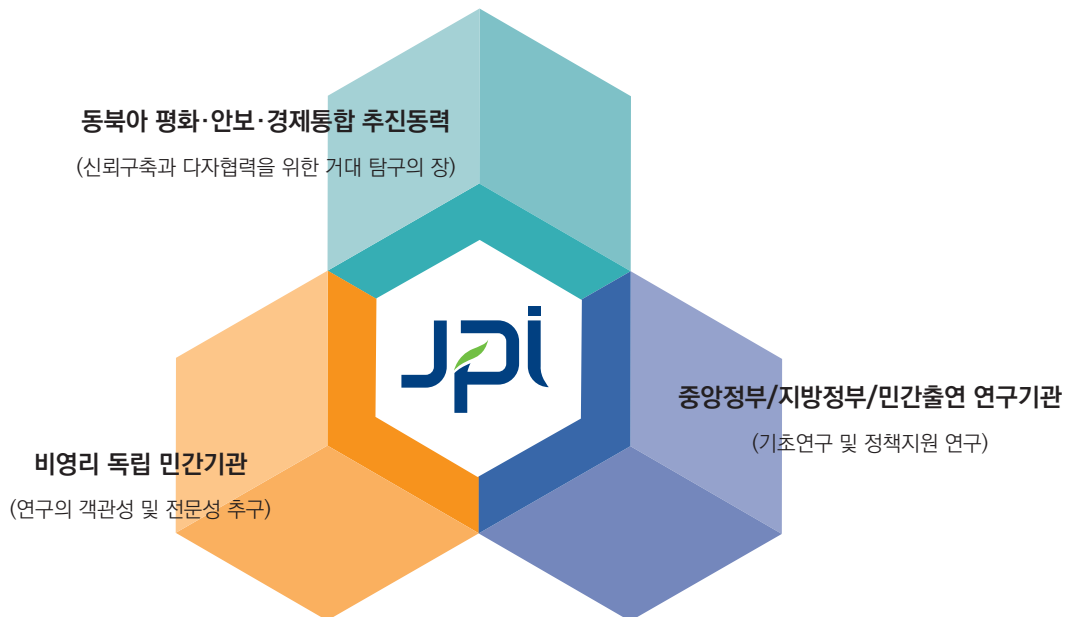 동북아 평화·안보·경제통합 추진동력
(신뢰구축과 다자협력을 위한 거대 탐구의 장)
JPI
중앙정부/지방정부/민간출연 연구기관
(기초연구 및 정책지원 연구)
비영리 독립 민간기관
(연구의 객관성 및 전문성 추구)